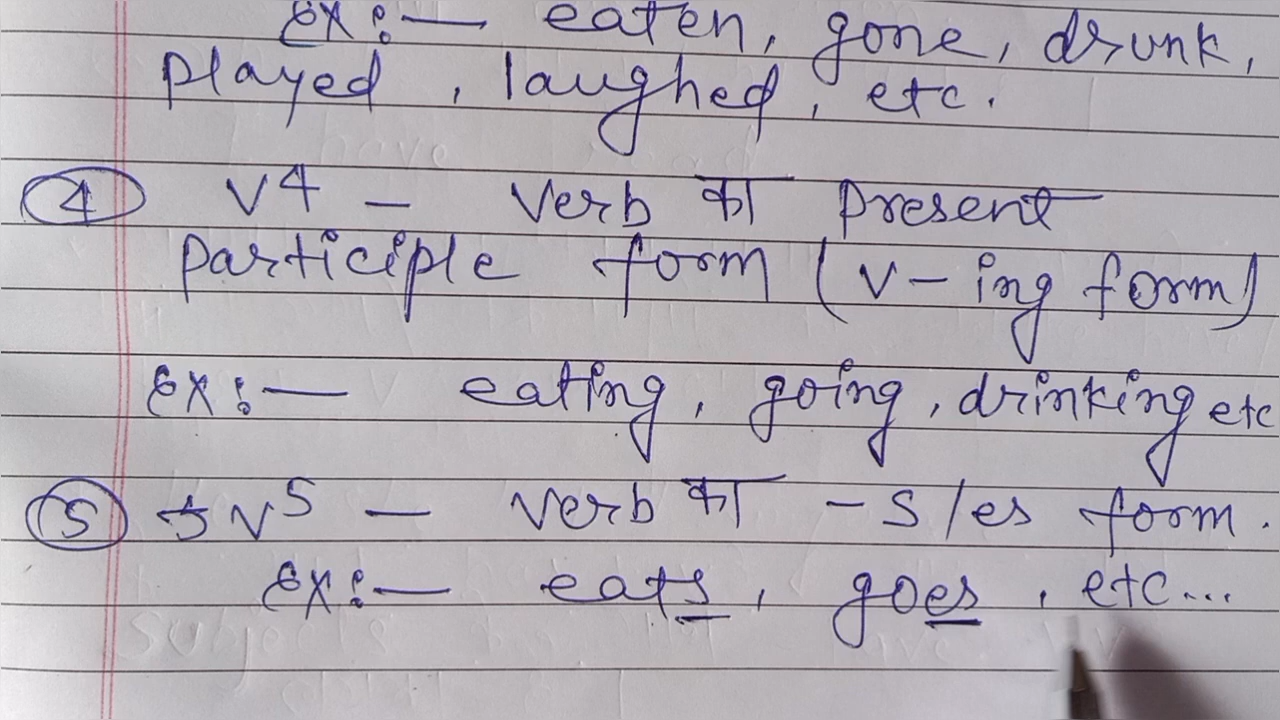 Ex:— eaten, gone, drunk,
played, laughed, etc.
④ V4 – Verb का present
participle form (V-ing form)
Ex:— eating, going, drinking etc
⑤ V5 – Verb का -s/es form.
Ex:— eats, goes, etc...